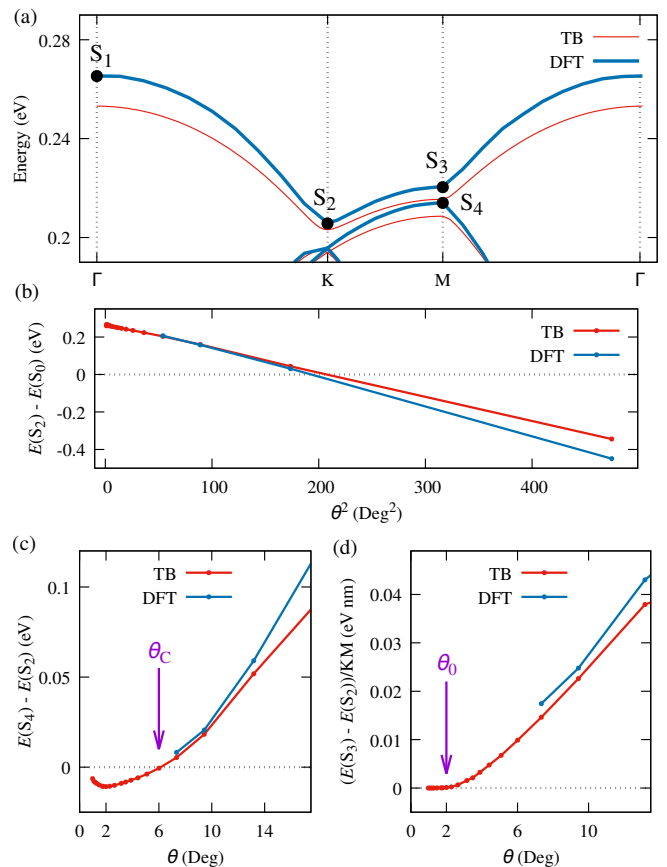 (a)
0.28
0.24
0.2
Energy (eV)
S1
S2
S3
S4
TB
DFT
Γ
K
M
Γ
(b)
0.2
0
-0.2
-0.4
E(S2) - E(S0) (eV)
TB
DFT
0
100
200
300
400
θ² (Deg²)
(c)
0.1
0.05
0
E(S4) - E(S2) (eV)
TB
DFT
θC
0
2
6
10
14
θ (Deg)
(d)
0.04
0.03
0.02
0.01
0
(E(S3) - E(S2))/KM (eV nm)
TB
DFT
θ0
0
2
6
10
θ (Deg)